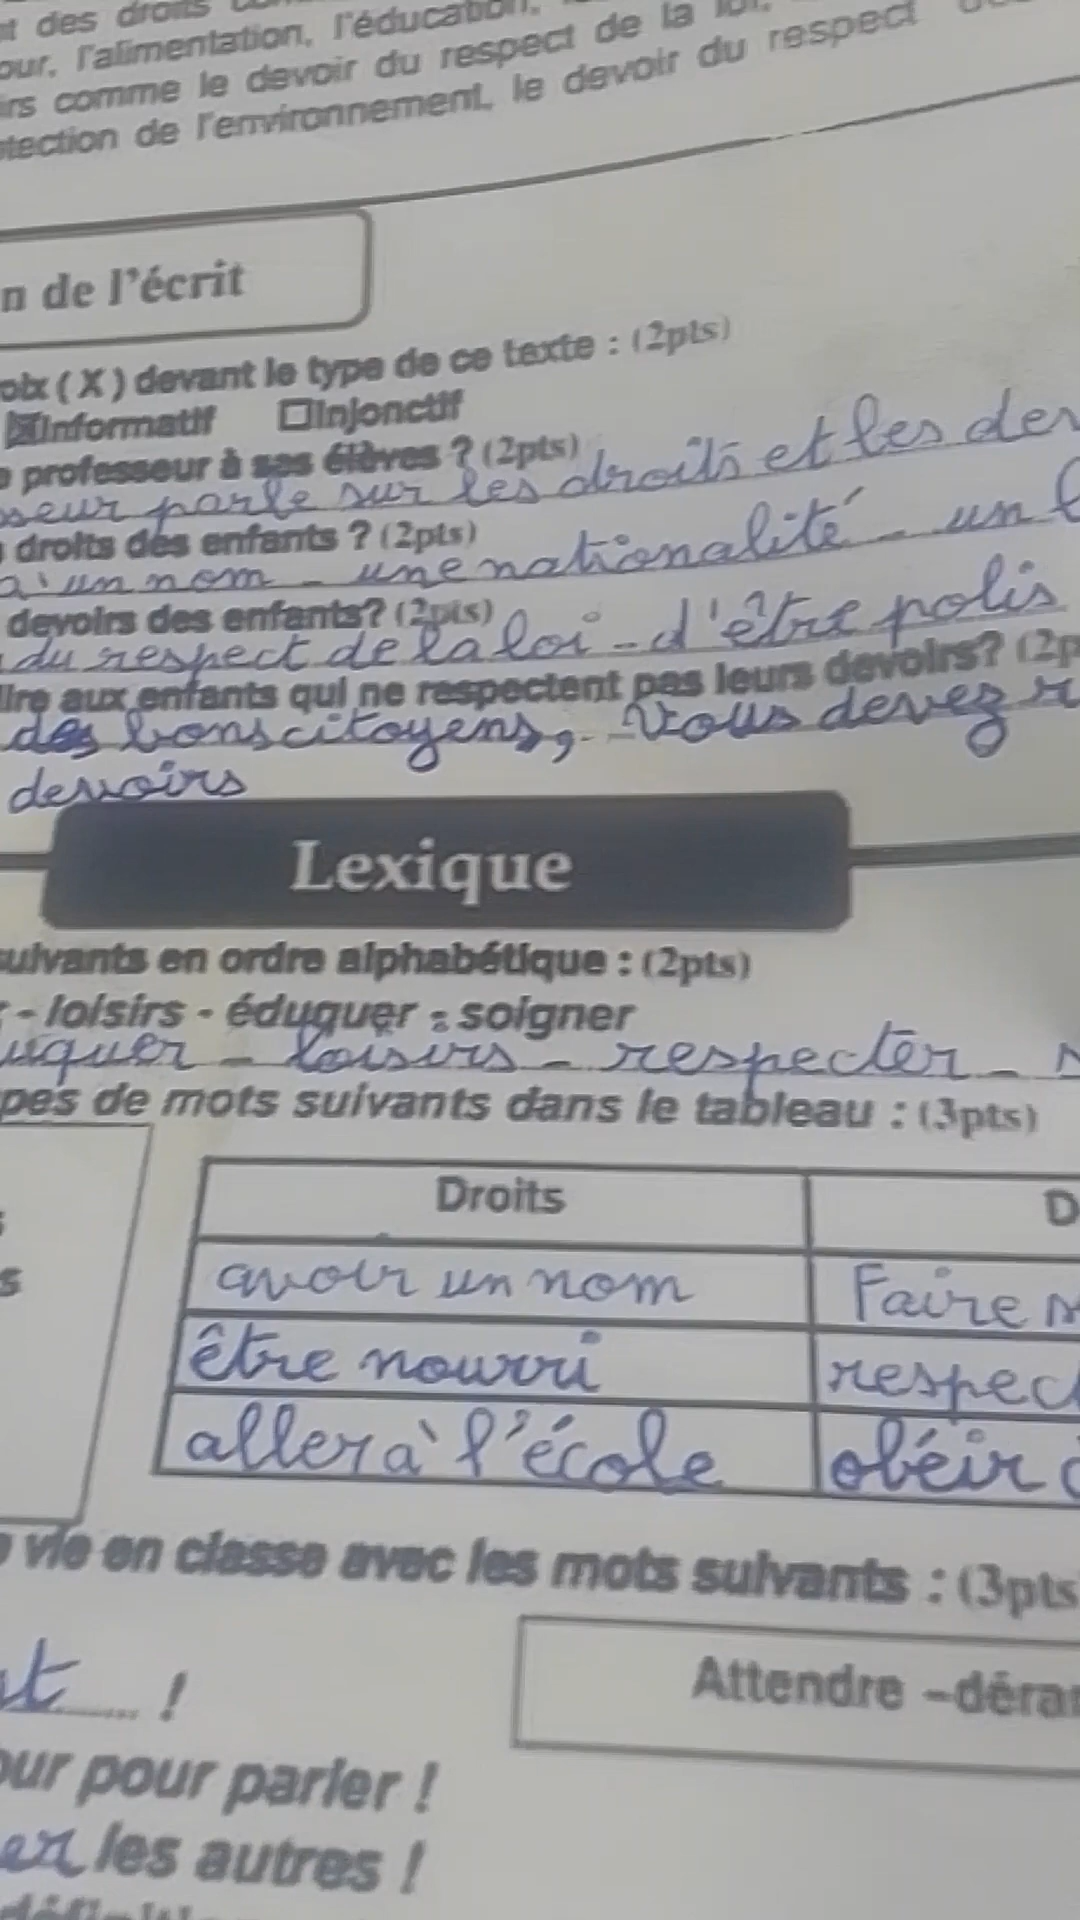 t des droits
our, l'alimentation, l'éducation,
irs comme le devoir du respect de la loi,
tection de l'environnement, le devoir du respect
n de l'écrit
oix (X) devant le type de ce texte : (2pts)
☒Informatif ☐Injonctif
e professeur à ses élèves ? (2pts)
sseur parle sur les droits et les dev
droits des enfants ? (2pts)
d'un nom - une nationalité - un
devoirs des enfants? (2pts)
du respect de la loi - d'être polis
dire aux enfants qui ne respectent pas leurs devoirs? (2p
des bons citoyens, Vous devez r
devoirs
Lexique
suivants en ordre alphabétique : (2pts)
r - loisirs - éduquer - soigner
uquer - loisirs - respecter - s
pes de mots suivants dans le tableau : (3pts)
s
s
Droits D
avoir un nom Faire
être nourri respec
aller à l'école obéir
vie en classe avec les mots suivants : (3pts
t ..... !
Attendre -déran
our pour parler !
er les autres !